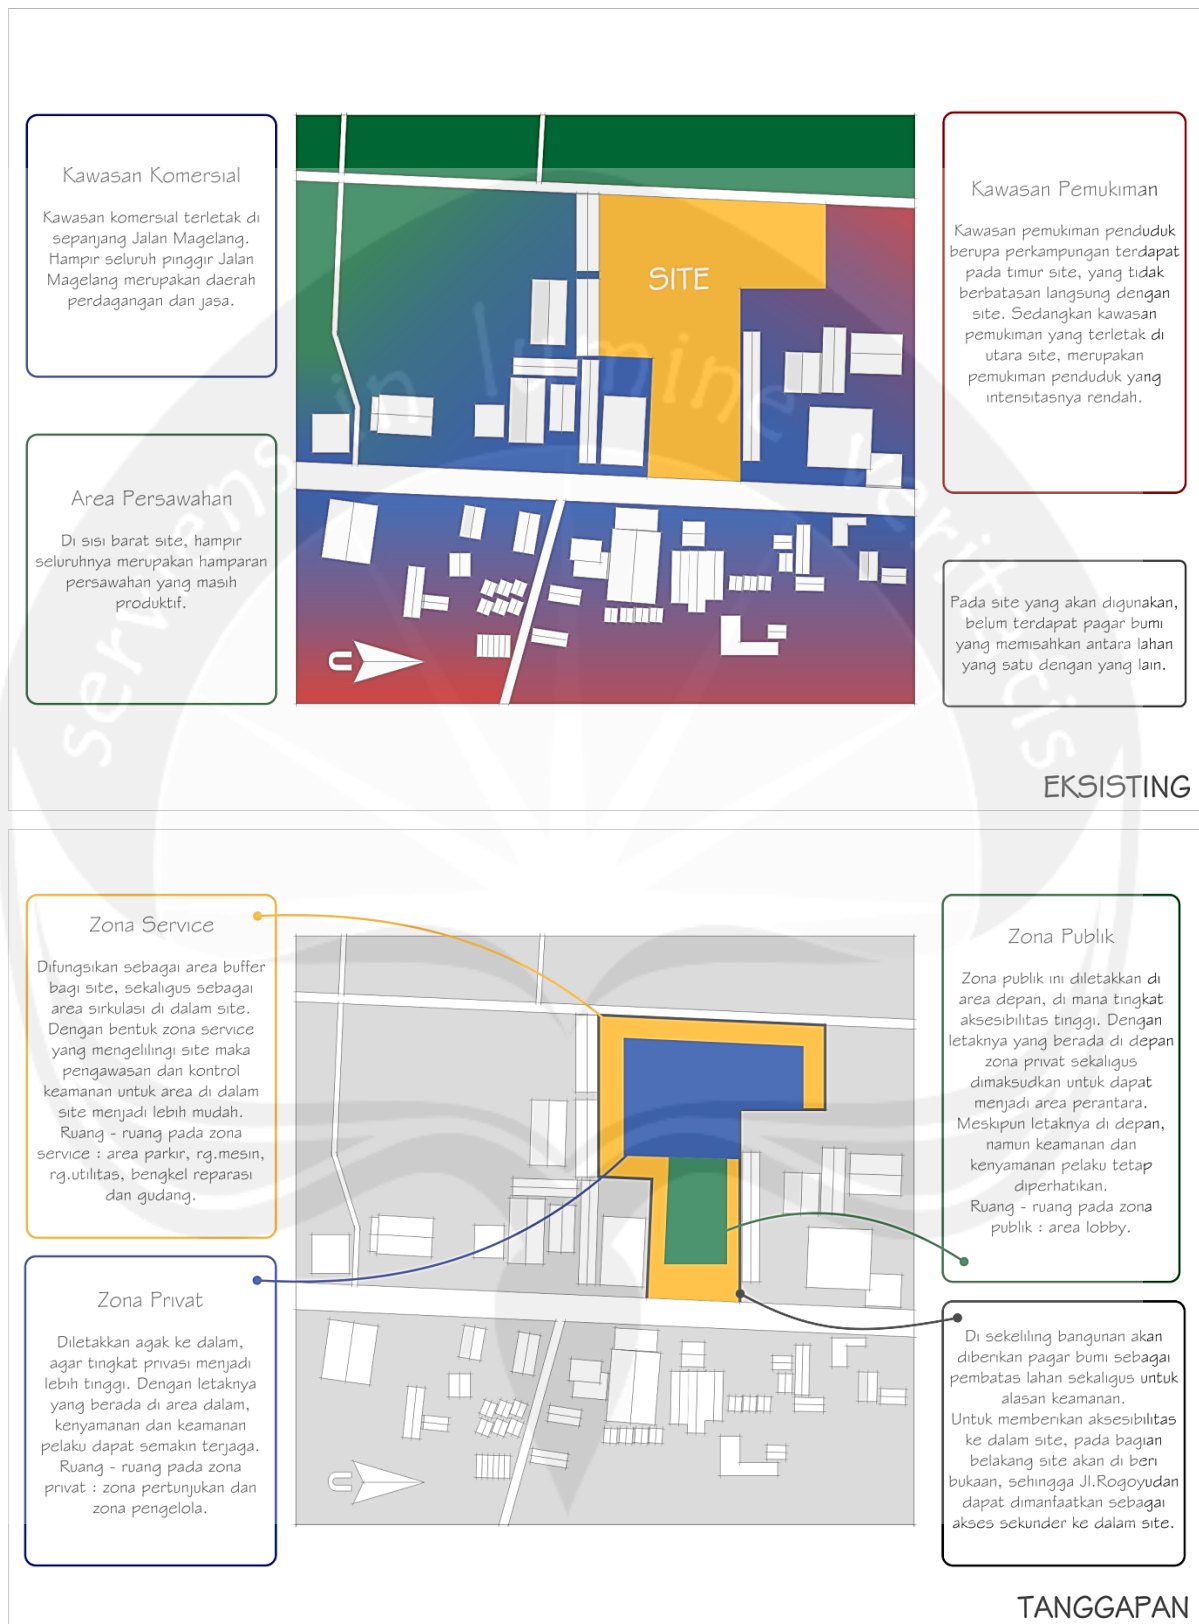 Kawasan Komersial
Kawasan komersial terletak di
sepanjang Jalan Magelang.
Hampir seluruh pinggir Jalan
Magelang merupakan daerah
perdagangan dan jasa.
Area Persawahan
Di sisi barat site, hampir
seluruhnya merupakan hamparan
persawahan yang masih
produktif.
SITE
U
Kawasan Pemukiman
Kawasan pemukiman penduduk
berupa perkampungan terdapat
pada timur site, yang tidak
berbatasan langsung dengan
site. Sedangkan kawasan
pemukiman yang terletak di
utara site, merupakan
pemukiman penduduk yang
intensitasnya rendah.
Pada site yang akan digunakan,
belum terdapat pagar bumi
yang memisahkan antara lahan
yang satu dengan yang lain.
serviens in lumine veritatis
EKSISTING
Zona Service
Difungsikan sebagai area buffer
bagi site, sekaligus sebagai
area sirkulasi di dalam site.
Dengan bentuk zona service
yang mengelilingi site maka
pengawasan dan kontrol
keamanan untuk area di dalam
site menjadi lebih mudah.
Ruang - ruang pada zona
service : area parkir, rg.mesin,
rg.utilitas, bengkel reparasi
dan gudang.
Zona Privat
Diletakkan agak ke dalam,
agar tingkat privasi menjadi
lebih tinggi. Dengan letaknya
yang berada di area dalam,
kenyamanan dan keamanan
pelaku dapat semakin terjaga.
Ruang - ruang pada zona
privat : zona pertunjukan dan
zona pengelola.
U
Zona Publik
Zona publik ini diletakkan di
area depan, di mana tingkat
aksesibilitas tinggi. Dengan
letaknya yang berada di depan
zona privat sekaligus
dimaksudkan untuk dapat
menjadi area perantara.
Meskipun letaknya di depan,
namun keamanan dan
kenyamanan pelaku tetap
diperhatikan.
Ruang - ruang pada zona
publik : area lobby.
Di sekeliling bangunan akan
diberikan pagar bumi sebagai
pembatas lahan sekaligus untuk
alasan keamanan.
Untuk memberikan aksesibilitas
ke dalam site, pada bagian
belakang site akan di beri
bukaan, sehingga Jl.Rogoyudan
dapat dimanfaatkan sebagai
akses sekunder ke dalam site.
TANGGAPAN